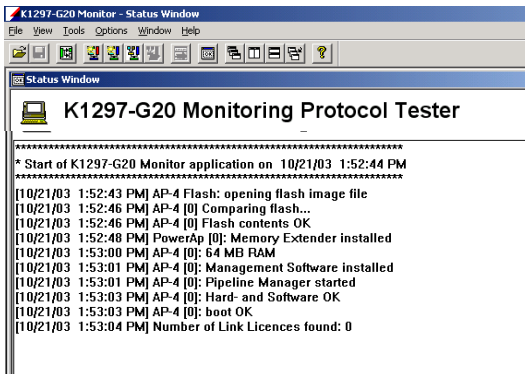 K1297-G20 Monitor - Status Window
File View Tools Options Window Help
Status Window
K1297-G20 Monitoring Protocol Tester
******************************************************************************
* Start of K1297-G20 Monitor application on 10/21/03 1:52:44 PM
******************************************************************************
[10/21/03 1:52:43 PM] AP-4 Flash: opening flash image file
[10/21/03 1:52:46 PM] AP-4 [0] Comparing flash...
[10/21/03 1:52:46 PM] AP-4 [0] Flash contents OK
[10/21/03 1:52:48 PM] PowerAp [0]: Memory Extender installed
[10/21/03 1:53:00 PM] AP-4 [0]: 64 MB RAM
[10/21/03 1:53:01 PM] AP-4 [0]: Management Software installed
[10/21/03 1:53:01 PM] AP-4 [0]: Pipeline Manager started
[10/21/03 1:53:03 PM] AP-4 [0]: Hard- and Software OK
[10/21/03 1:53:03 PM] AP-4 [0]: boot OK
[10/21/03 1:53:04 PM] Number of Link Licences found: 0